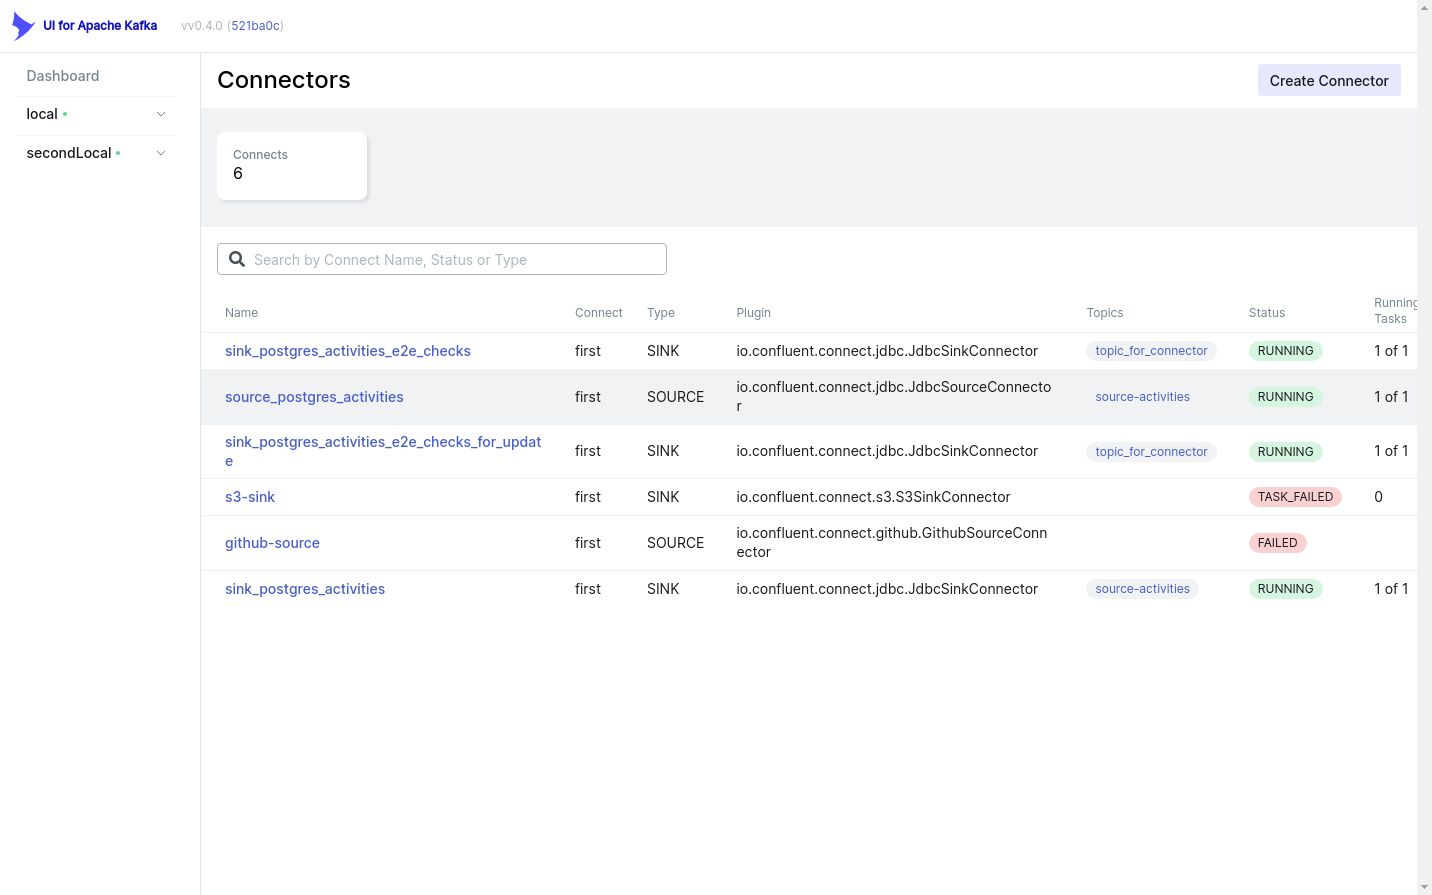 UI for Apache Kafka vv0.4.0 (521ba0c)
Dashboard
local
secondLocal
Connectors
Create Connector
Connects
6
Search by Connect Name, Status or Type
Name Connect Type Plugin Topics Status Running
Tasks
sink_postgres_activities_e2e_checks first SINK io.confluent.connect.jdbc.JdbcSinkConnector topic_for_connector RUNNING 1 of 1
source_postgres_activities first SOURCE io.confluent.connect.jdbc.JdbcSourceConnecto
r source-activities RUNNING 1 of 1
sink_postgres_activities_e2e_checks_for_updat
e first SINK io.confluent.connect.jdbc.JdbcSinkConnector topic_for_connector RUNNING 1 of 1
s3-sink first SINK io.confluent.connect.s3.S3SinkConnector TASK_FAILED 0
github-source first SOURCE io.confluent.connect.github.GithubSourceConn
ector FAILED
sink_postgres_activities first SINK io.confluent.connect.jdbc.JdbcSinkConnector source-activities RUNNING 1 of 1